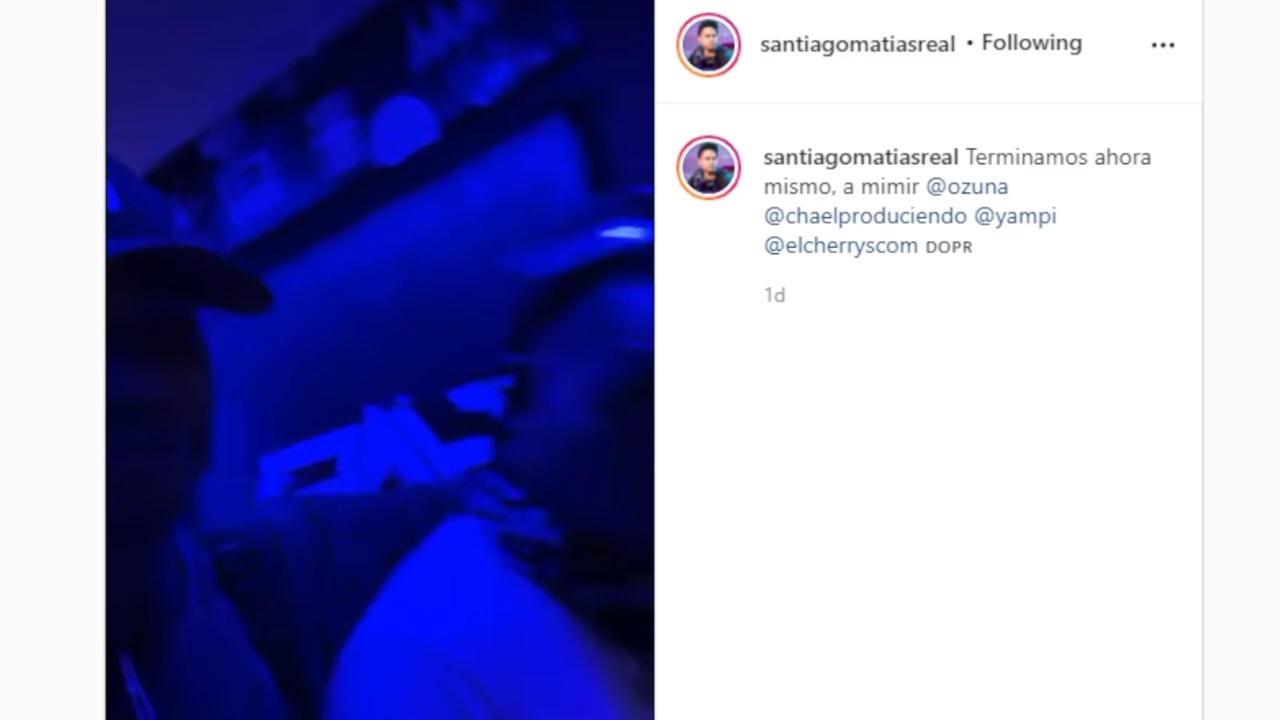 santiagomatiasreal • Following
santiagomatiasreal Terminamos ahora
mismo, a mimir @ozuna
@chaelproduciendo @yampi
@elcherryscom DOPR
1d